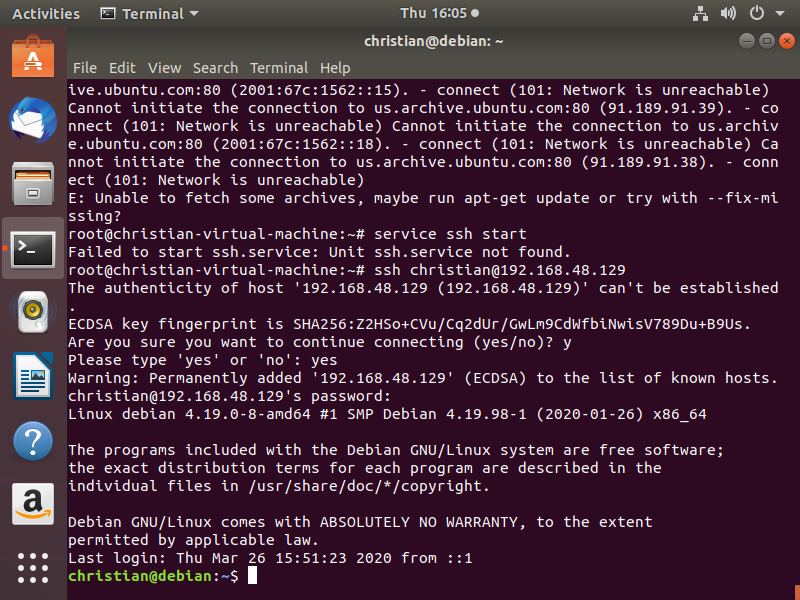 Activities Terminal Thu 16:05
christian@debian: ~
File Edit View Search Terminal Help
ive.ubuntu.com:80 (2001:67c:1562::15). - connect (101: Network is unreachable)
Cannot initiate the connection to us.archive.ubuntu.com:80 (91.189.91.39). - co
nnect (101: Network is unreachable) Cannot initiate the connection to us.archiv
e.ubuntu.com:80 (2001:67c:1562::18). - connect (101: Network is unreachable) Ca
nnot initiate the connection to us.archive.ubuntu.com:80 (91.189.91.38). - conn
ect (101: Network is unreachable)
E: Unable to fetch some archives, maybe run apt-get update or try with --fix-mi
ssing?
root@christian-virtual-machine:~# service ssh start
Failed to start ssh.service: Unit ssh.service not found.
root@christian-virtual-machine:~# ssh christian@192.168.48.129
The authenticity of host '192.168.48.129 (192.168.48.129)' can't be established
.
ECDSA key fingerprint is SHA256:Z2HSo+CVu/Cq2dUr/GwLm9CdWfbiNwisV789Du+B9Us.
Are you sure you want to continue connecting (yes/no)? y
Please type 'yes' or 'no': yes
Warning: Permanently added '192.168.48.129' (ECDSA) to the list of known hosts.
christian@192.168.48.129's password:
Linux debian 4.19.0-8-amd64 #1 SMP Debian 4.19.98-1 (2020-01-26) x86_64
The programs included with the Debian GNU/Linux system are free software;
the exact distribution terms for each program are described in the
individual files in /usr/share/doc/*/copyright.
Debian GNU/Linux comes with ABSOLUTELY NO WARRANTY, to the extent
permitted by applicable law.
Last login: Thu Mar 26 15:51:23 2020 from ::1
christian@debian:~$